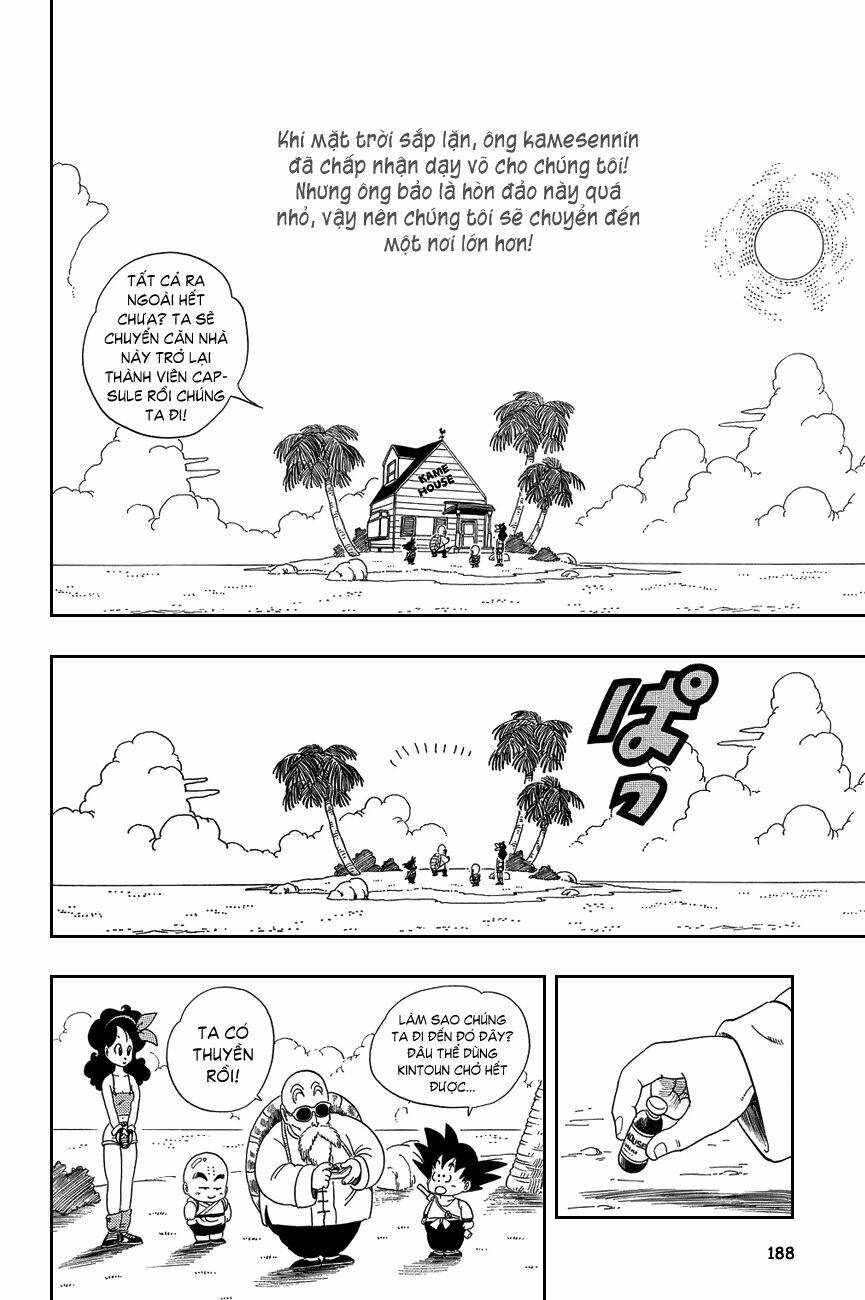 Khi mặt trời sắp lặn, ông kamesennin
đã chấp nhận dạy võ cho chúng tôi!
Nhưng ông bảo là hòn đảo này quá
nhỏ, vậy nên chúng tôi sẽ chuyển đến
một nơi lớn hơn!
TẤT CẢ RA
NGOÀI HẾT
CHƯA? TA SẼ
CHUYỂN CĂN NHÀ
NÀY TRỞ LẠI
THÀNH VIÊN CAP-
SULE RỒI CHÚNG
TA ĐI!
KAME
HOUSE
ぱっ
HOUSE
LÀM SAO CHÚNG
TA ĐI ĐẾN ĐÓ ĐÂY?
ĐÂU THỂ DÙNG
KINTOUN CHỞ HẾT
ĐƯỢC...
TA CÓ
THUYỀN
RỒI!
188